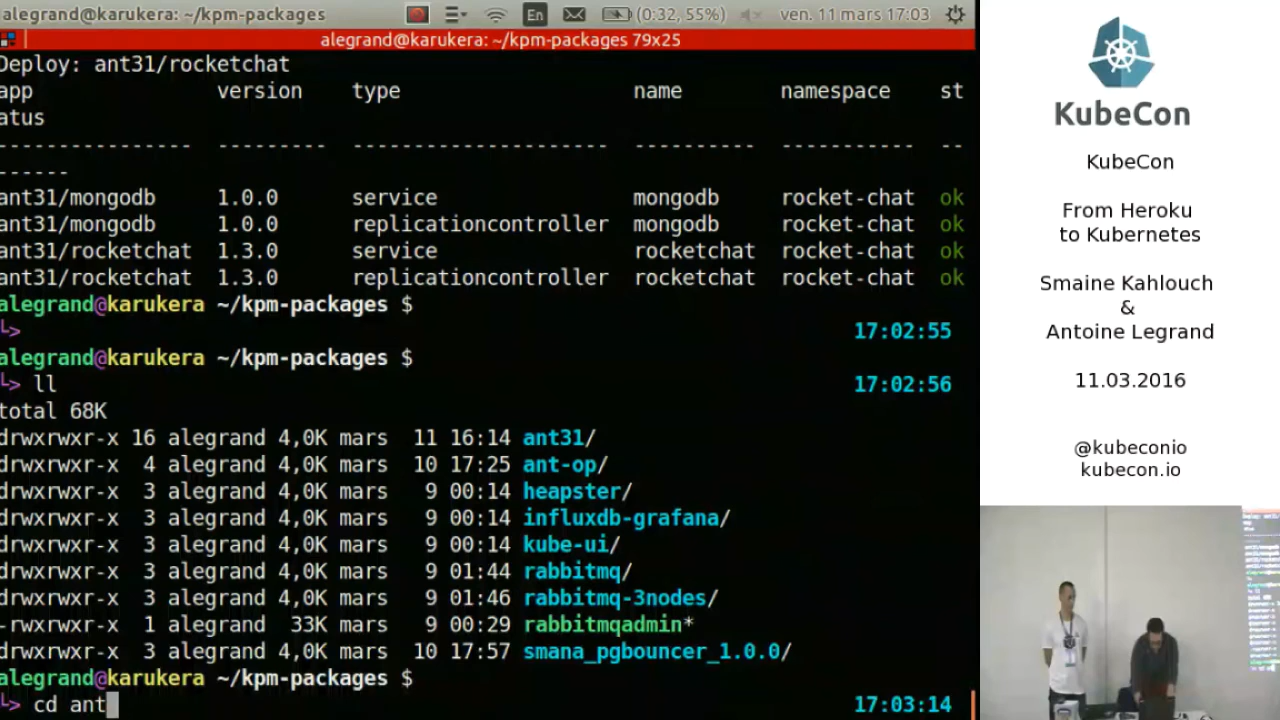 alegrand@karukera: ~/kpm-packages En (0:32, 55%) ven. 11 mars 17:03
alegrand@karukera: ~/kpm-packages 79x25
Deploy: ant31/rocketchat
app version type name namespace st
atus
--------------- --------- --------------------- ---------- ----------- --
------
ant31/mongodb 1.0.0 service mongodb rocket-chat ok
ant31/mongodb 1.0.0 replicationcontroller mongodb rocket-chat ok
ant31/rocketchat 1.3.0 service rocketchat rocket-chat ok
ant31/rocketchat 1.3.0 replicationcontroller rocketchat rocket-chat ok
alegrand@karukera ~/kpm-packages $
└> 17:02:55
alegrand@karukera ~/kpm-packages $
└> ll 17:02:56
total 68K
drwxrwxr-x 16 alegrand 4,0K mars 11 16:14 ant31/
drwxrwxr-x 4 alegrand 4,0K mars 10 17:25 ant-op/
drwxrwxr-x 3 alegrand 4,0K mars 9 00:14 heapster/
drwxrwxr-x 3 alegrand 4,0K mars 9 00:14 influxdb-grafana/
drwxrwxr-x 3 alegrand 4,0K mars 9 00:14 kube-ui/
drwxrwxr-x 3 alegrand 4,0K mars 9 01:44 rabbitmq/
drwxrwxr-x 3 alegrand 4,0K mars 9 01:46 rabbitmq-3nodes/
-rwxrwxr-x 1 alegrand 33K mars 9 00:29 rabbitmqadmin*
drwxrwxr-x 3 alegrand 4,0K mars 10 17:57 smana_pgbouncer_1.0.0/
alegrand@karukera ~/kpm-packages $
└> cd ant 17:03:14
KubeCon
KubeCon
From Heroku
to Kubernetes
Smaine Kahlouch
&
Antoine Legrand
11.03.2016
@kubeconio
kubecon.io